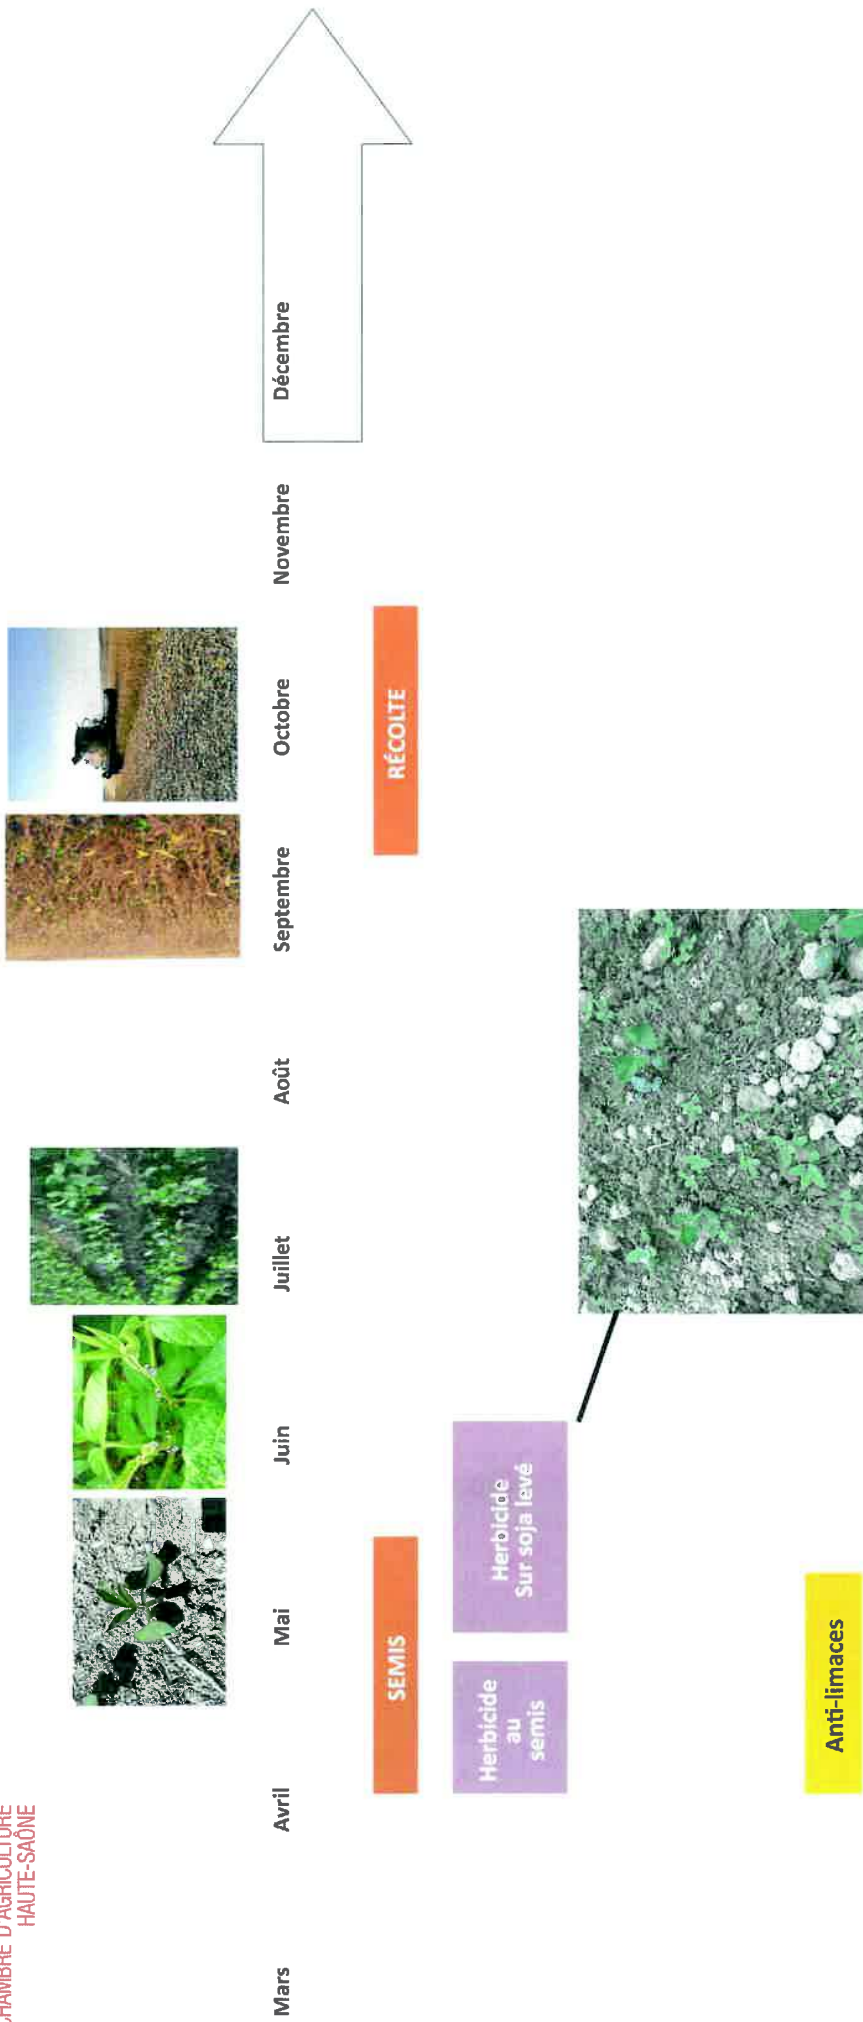 CHAMBRE D'AGRICULTURE
HAUTE-SAÔNE
Mars
Avril
Mai
Juin
Juillet
Août
Septembre
Octobre
Novembre
Décembre
SEMIS
RÉCOLTE
Herbicide
au
semis
Herbicide
Sur soja levé
Anti-limaces